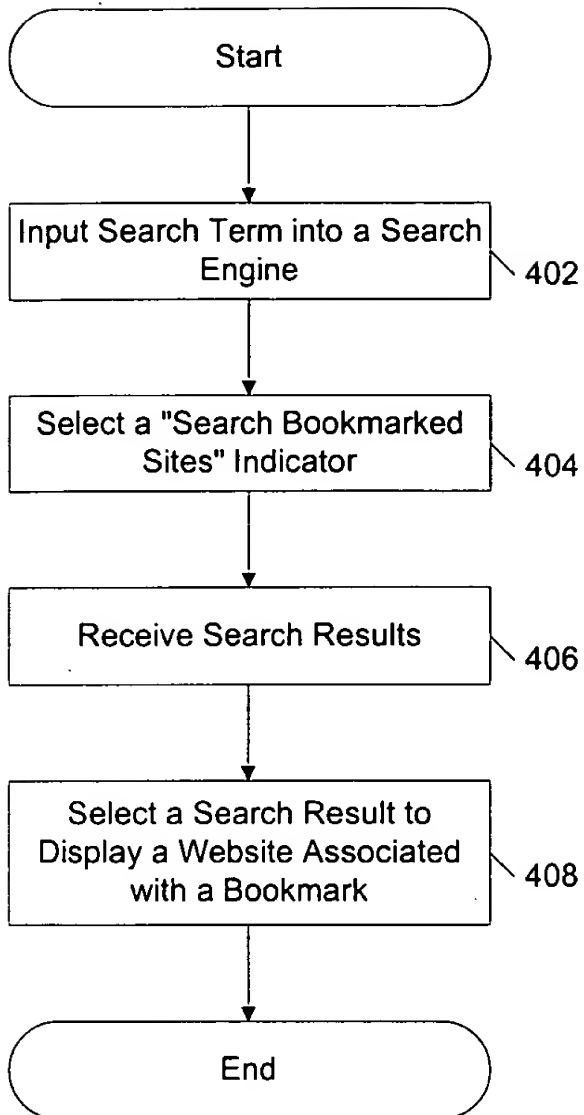 Start
Input Search Term into a Search
Engine
402
Select a "Search Bookmarked
Sites" Indicator
404
Receive Search Results
406
Select a Search Result to
Display a Website Associated
with a Bookmark
408
End